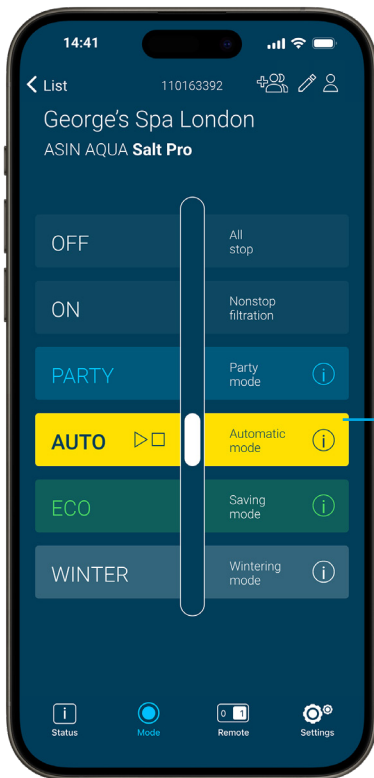 14:41
List
110163392
George's Spa London
ASIN AQUA Salt Pro
OFF
All
stop
ON
Nonstop
filtration
PARTY
Party
mode
i
AUTO
Automatic
mode
i
ECO
Saving
mode
i
WINTER
Wintering
mode
i
i
0 1
Status
Mode
Remote
Settings